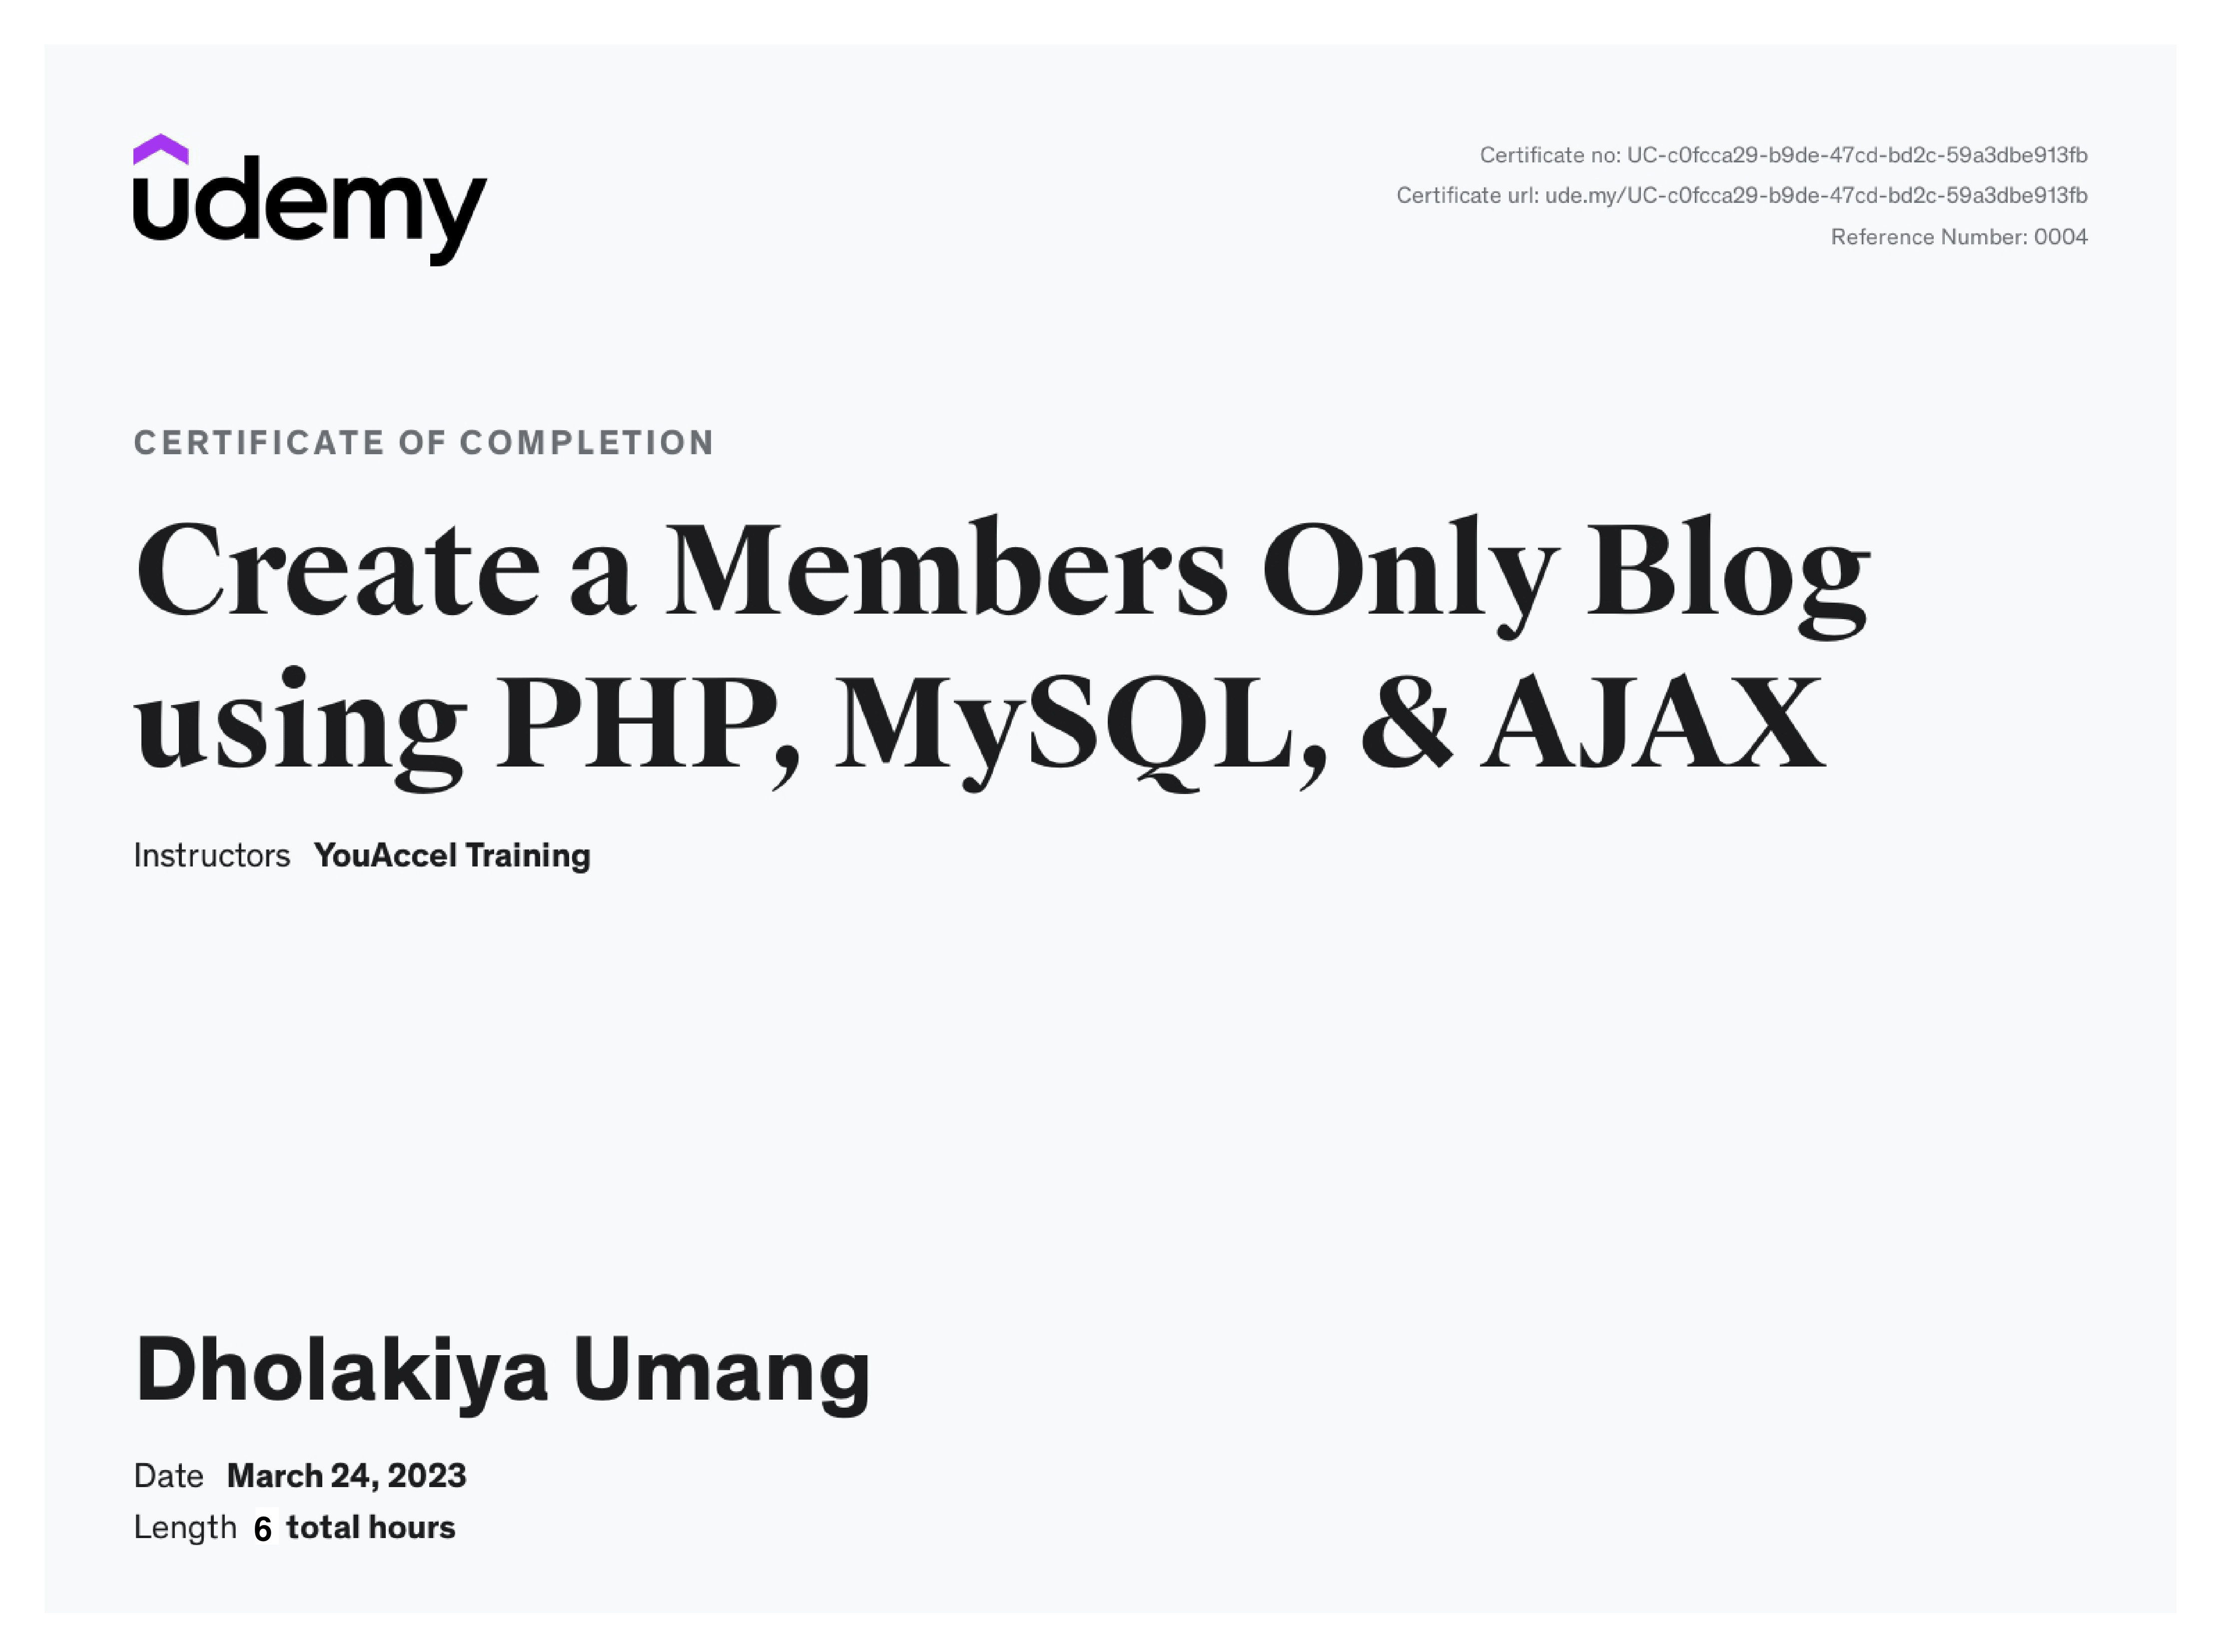 udemy
Certificate no: UC-c0fcca29-b9de-47cd-bd2c-59a3dbe913fb
Certificate url: ude.my/UC-c0fcca29-b9de-47cd-bd2c-59a3dbe913fb
Reference Number: 0004
CERTIFICATE OF COMPLETION
Create a Members Only Blog
using PHP, MySQL, & AJAX
Instructors YouAccel Training
Dholakiya Umang
Date March 24, 2023
Length 6 total hours